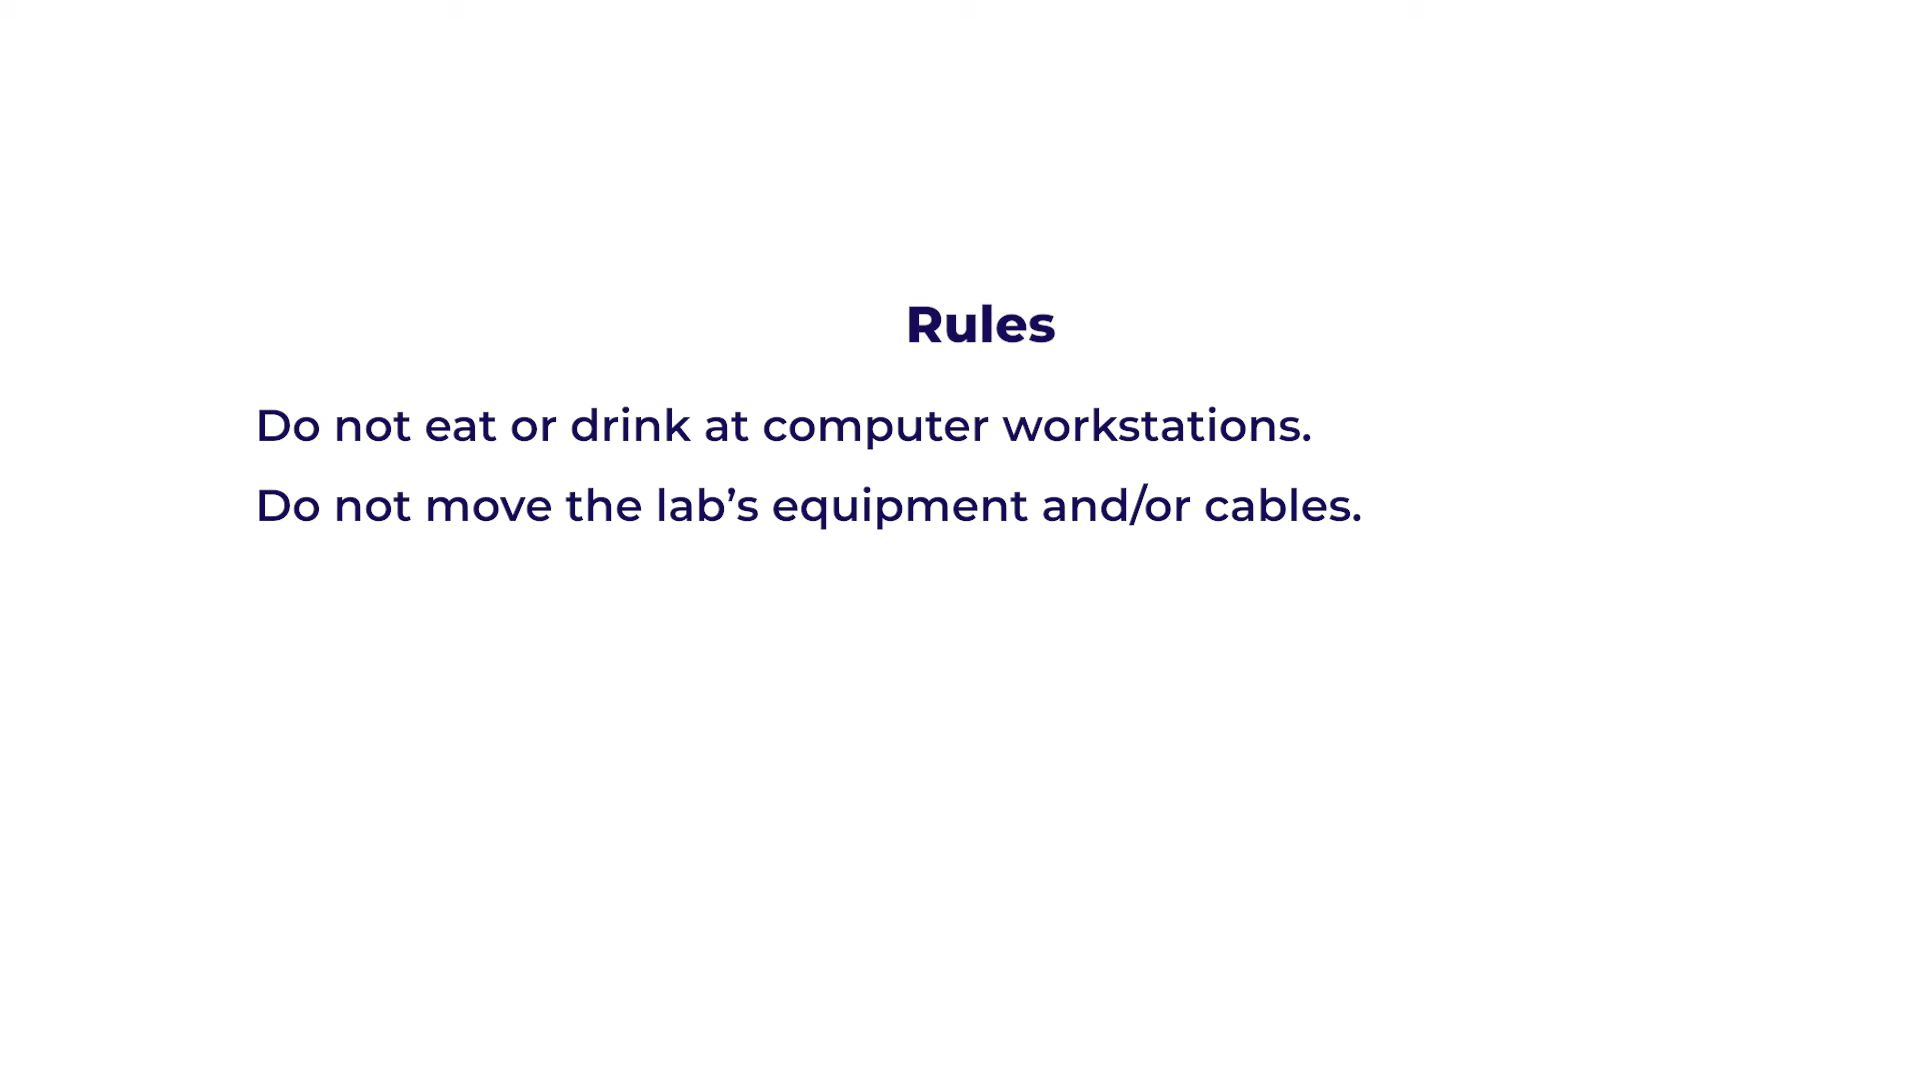 Rules
Do not eat or drink at computer workstations.
Do not move the lab’s equipment and/or cables.